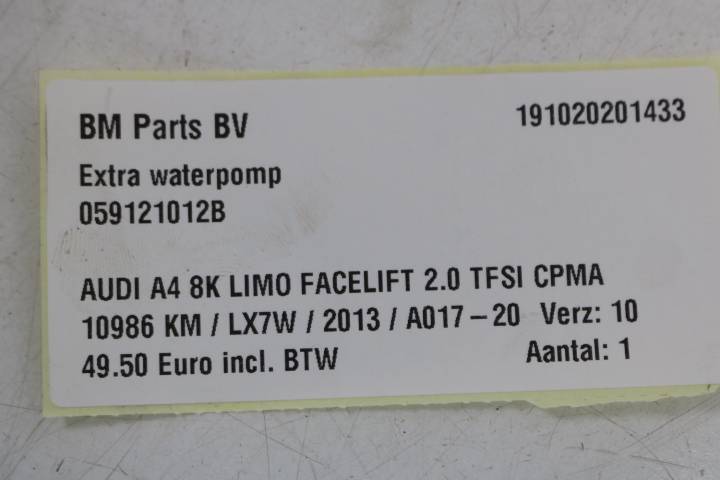 BM Parts BV 191020201433
Extra waterpomp
059121012B
AUDI A4 8K LIMO FACELIFT 2.0 TFSI CPMA
10986 KM / LX7W / 2013 / A017-20 Verz: 10
49.50 Euro incl. BTW Aantal: 1